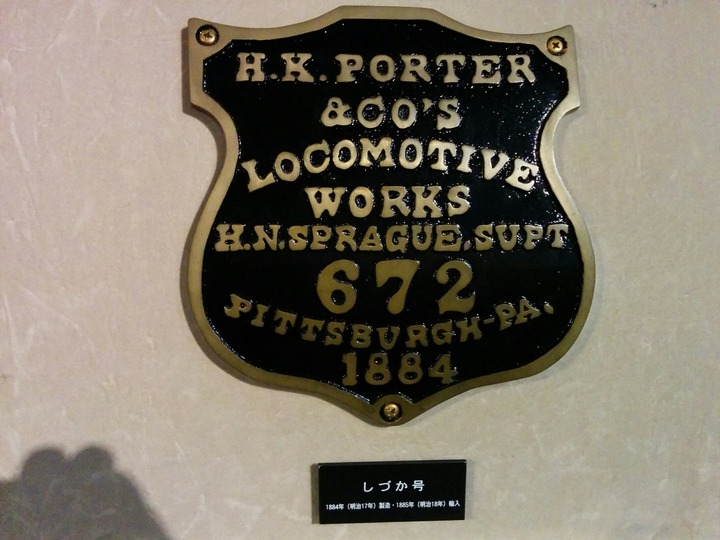 H.K.PORTER
&CO'S
LOCOMOTIVE
WORKS
H.N.SPRAGUE.SUPT
672
PITTSBURGH-PA.
1884
しづか号
1884年(明治17年)製造・1885年(明治18年)輸入